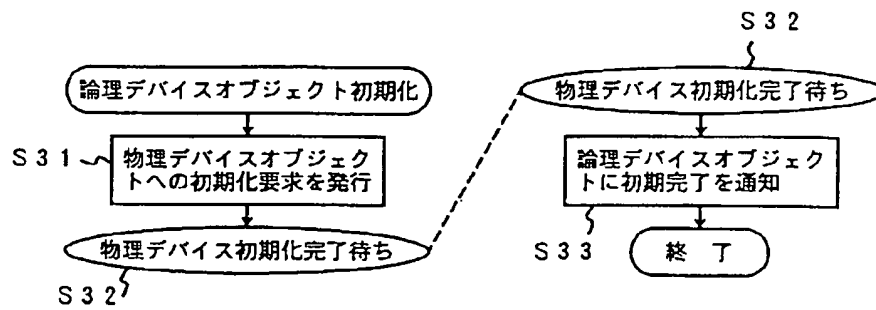 論理デバイスオブジェクト初期化
S31
物理デバイスオブジェク
トへの初期化要求を発行
物理デバイス初期化完了待ち
S32
S32
物理デバイス初期化完了待ち
論理デバイスオブジェク
トに初期完了を通知
S33
終 了